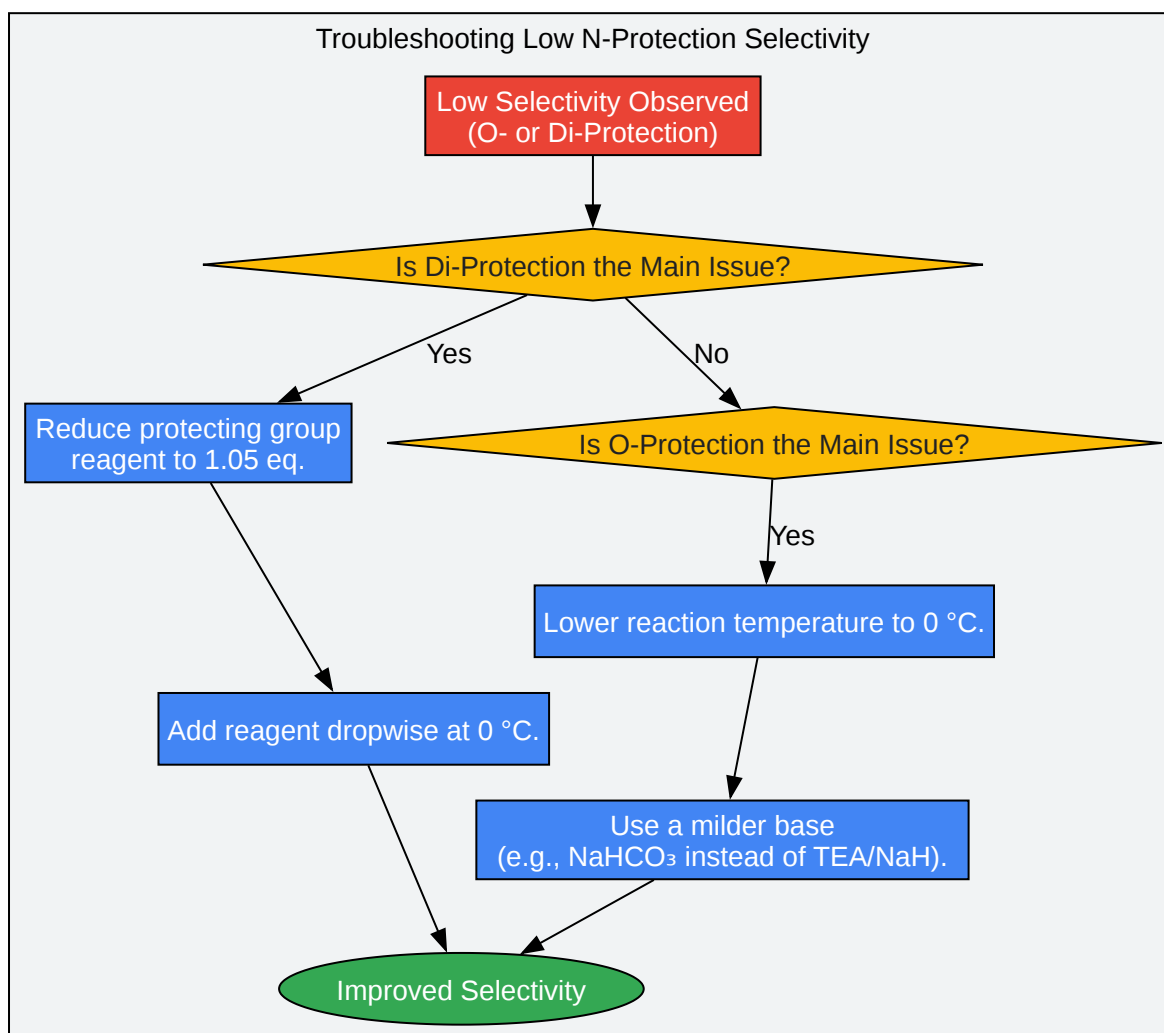 Troubleshooting Low N-Protection Selectivity
Low Selectivity Observed
(O- or Di-Protection)
Is Di-Protection the Main Issue?
Yes
No
Reduce protecting group
reagent to 1.05 eq.
Is O-Protection the Main Issue?
Yes
Lower reaction temperature to 0 °C.
Add reagent dropwise at 0 °C.
Use a milder base
(e.g., NaHCO₃ instead of TEA/NaH).
Improved Selectivity